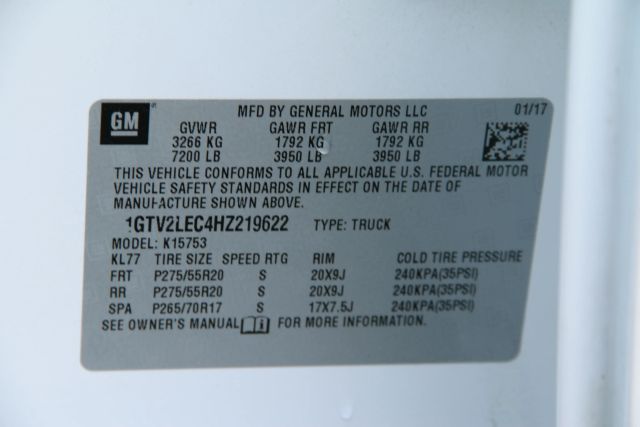 GM
MFD BY GENERAL MOTORS LLC 01/17
GVWR GAWR FRT GAWR RR
3266 KG 1792 KG 1792 KG
7200 LB 3950 LB 3950 LB
THIS VEHICLE CONFORMS TO ALL APPLICABLE U.S. FEDERAL MOTOR
VEHICLE SAFETY STANDARDS IN EFFECT ON THE DATE OF
MANUFACTURE SHOWN ABOVE.
1GTV2LEC4HZ219622 TYPE: TRUCK
MODEL: K15753
KL77 TIRE SIZE SPEED RTG RIM COLD TIRE PRESSURE
FRT P275/55R20 S 20X9J 240KPA(35PSI)
RR P275/55R20 S 20X9J 240KPA(35PSI)
SPA P265/70R17 S 17X7.5J 240KPA(35PSI)
SEE OWNER'S MANUAL FOR MORE INFORMATION.